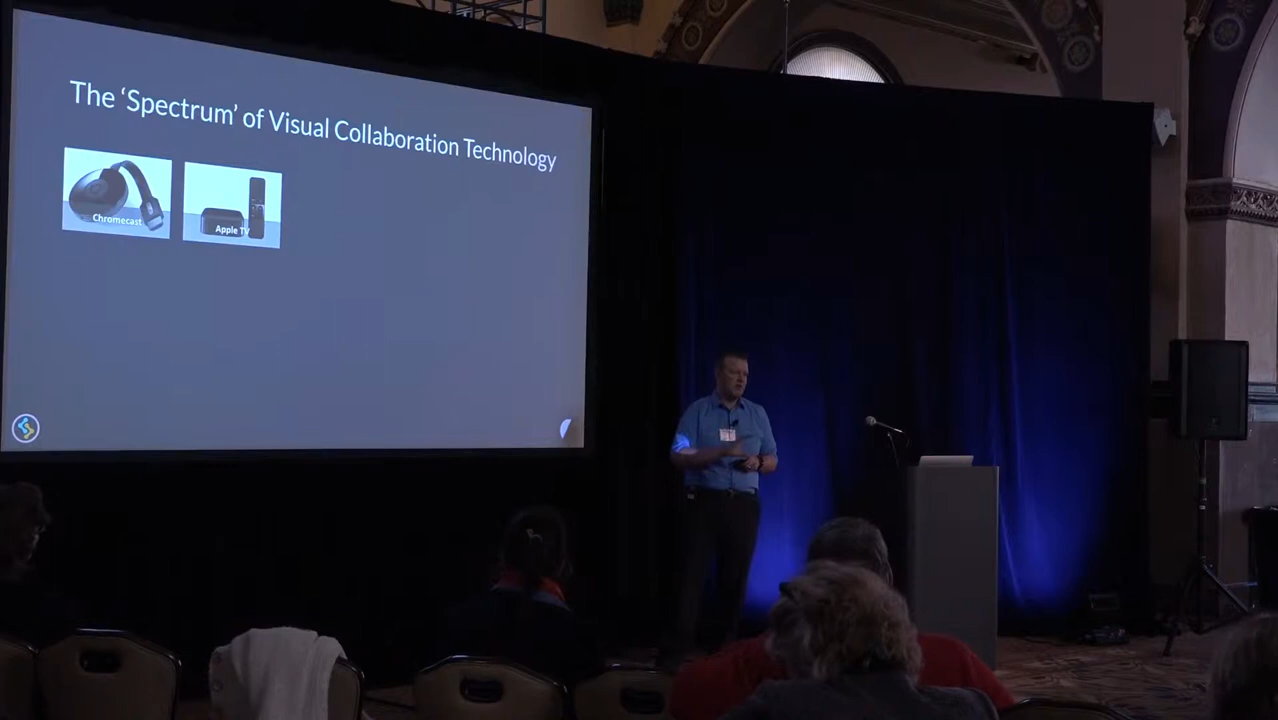 The ‘Spectrum’ of Visual Collaboration Technology
Chromecast
Apple TV